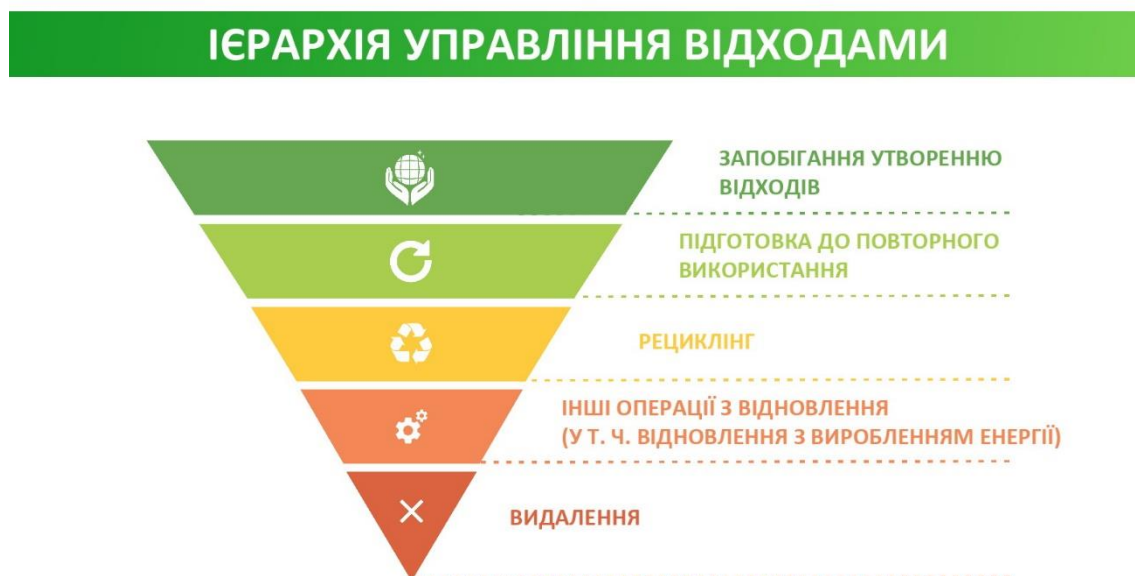 ІЄРАРХІЯ УПРАВЛІННЯ ВІДХОДАМИ
ЗАПОБІГАННЯ УТВОРЕННЮ
ВІДХОДІВ
ПІДГОТОВКА ДО ПОВТОРНОГО
ВИКОРИСТАННЯ
РЕЦИКЛІНГ
ІНШІ ОПЕРАЦІЇ З ВІДНОВЛЕННЯ
(У Т. Ч. ВІДНОВЛЕННЯ З ВИРОБЛЕННЯМ ЕНЕРГІЇ)
ВИДАЛЕННЯ